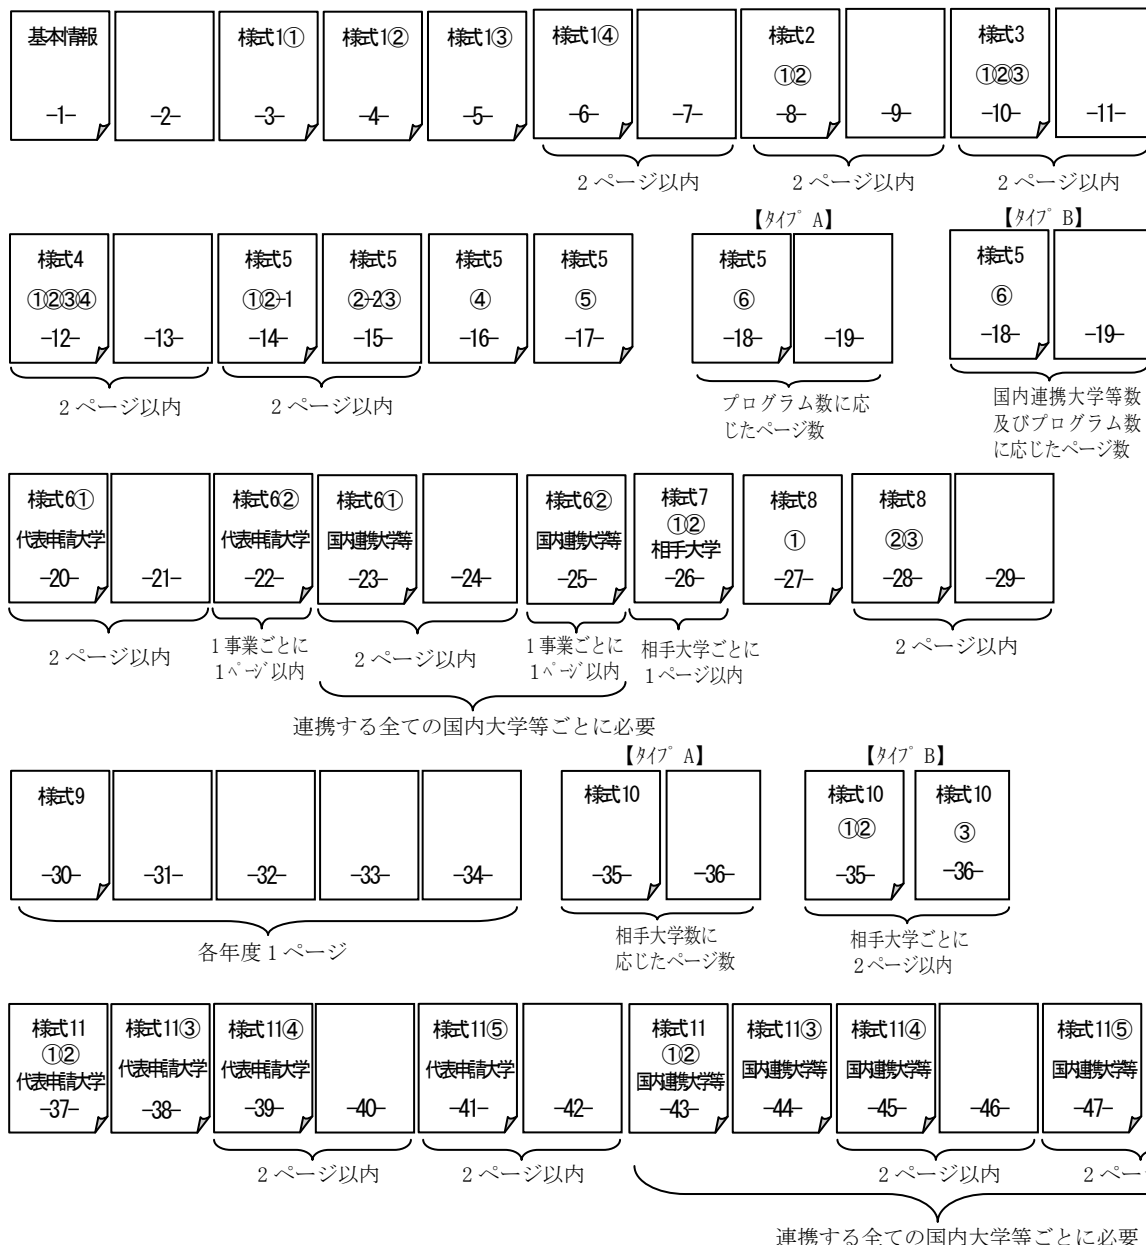 基本情報
-1-
-2-
様式1①
-3-
様式1②
-4-
様式1③
-5-
様式1④
-6-
-7-
様式2
①②
-8-
-9-
様式3
①②③
-10-
-11-
2ページ以内
2ページ以内
2ページ以内
様式4
①②③④
-12-
-13-
様式5
①②-1
-14-
様式5
②-2③
-15-
様式5
④
-16-
様式5
⑤
-17-
【タイプ A】
様式5
⑥
-18-
-19-
【タイプ B】
様式5
⑥
-18-
-19-
2ページ以内
2ページ以内
プログラム数に応
じたページ数
国内連携大学等数
及びプログラム数
に応じたページ数
様式6①
代表申請大学
-20-
-21-
様式6②
代表申請大学
-22-
様式6①
国内連携大学等
-23-
-24-
様式6②
国内連携大学等
-25-
様式7
①②
相手大学
-26-
様式8
①
-27-
様式8
②③
-28-
-29-
2ページ以内
1事業ごとに
1ページ以内
2ページ以内
1事業ごとに
1ページ以内
相手大学ごとに
1ページ以内
2ページ以内
連携する全ての国内大学等ごとに必要
様式9
-30-
-31-
-32-
-33-
-34-
【タイプ A】
様式10
-35-
-36-
【タイプ B】
様式10
①②
-35-
様式10
③
-36-
各年度1ページ
相手大学数に
応じたページ数
相手大学ごとに
2ページ以内
様式11
①②
代表申請大学
-37-
様式11③
代表申請大学
-38-
様式11④
代表申請大学
-39-
-40-
様式11⑤
代表申請大学
-41-
-42-
様式11
①②
国内連携大学等
-43-
様式11③
国内連携大学等
-44-
様式11④
国内連携大学等
-45-
-46-
様式11⑤
国内連携大学等
-47-
2ページ以内
2ページ以内
2ページ以内
2ペー
連携する全ての国内大学等ごとに必要